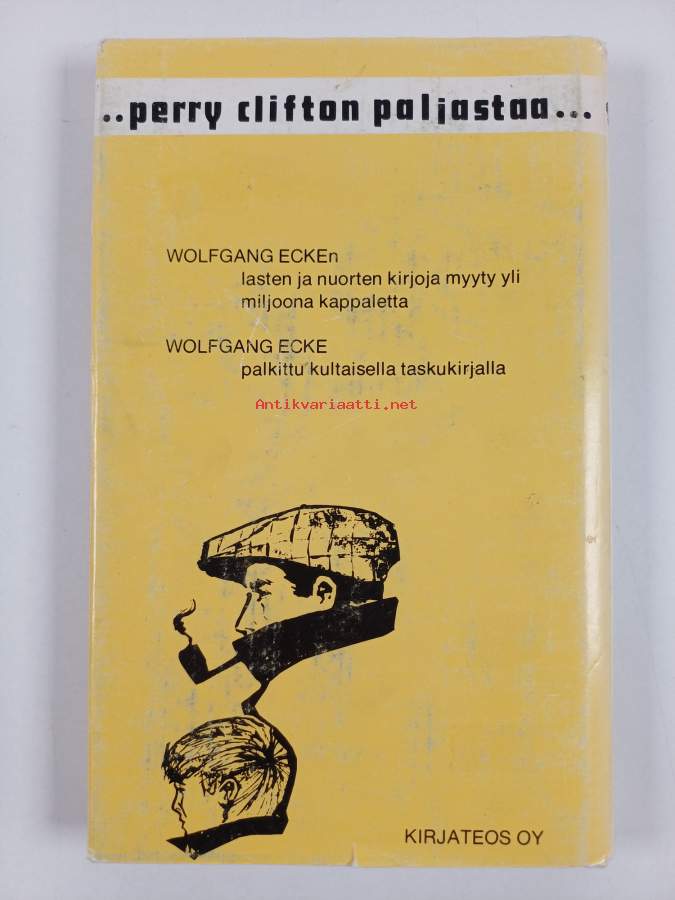 ..perry clifton paljastaa...
WOLFGANG ECKEn
lasten ja nuorten kirjoja myyty yli
miljoona kappaletta
WOLFGANG ECKE
palkittu kultaisella taskukirjalla
Antikvariaatti.net
KIRJATEOS OY